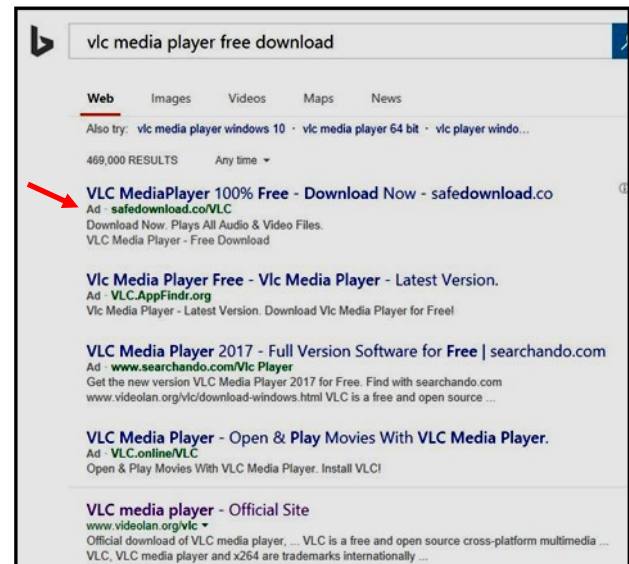 vlc media player free download
Web Images Videos Maps News
Also try: vlc media player windows 10 · vlc media player 64 bit · vlc player windo...
469,000 RESULTS Any time
VLC MediaPlayer 100% Free - Download Now - safedownload.co
Ad · safedownload.co/VLC
Download Now. Plays All Audio & Video Files.
VLC Media Player - Free Download
Vlc Media Player Free - Vlc Media Player - Latest Version.
Ad · VLC.AppFindr.org
Vlc Media Player - Latest Version. Download Vlc Media Player for Free!
VLC Media Player 2017 - Full Version Software for Free | searchando.com
Ad · www.searchando.com/Vlc Player
Get the new version VLC Media Player 2017 for Free. Find with searchando.com
www.videolan.org/vlc/download-windows.html VLC is a free and open source ...
VLC Media Player - Open & Play Movies With VLC Media Player.
Ad · VLC.online/VLC
Open & Play Movies With VLC Media Player. Install VLC!
VLC media player - Official Site
www.videolan.org/vlc
Official download of VLC media player, ... VLC is a free and open source cross-platform multimedia ...
VLC, VLC media player and x264 are trademarks internationally ...